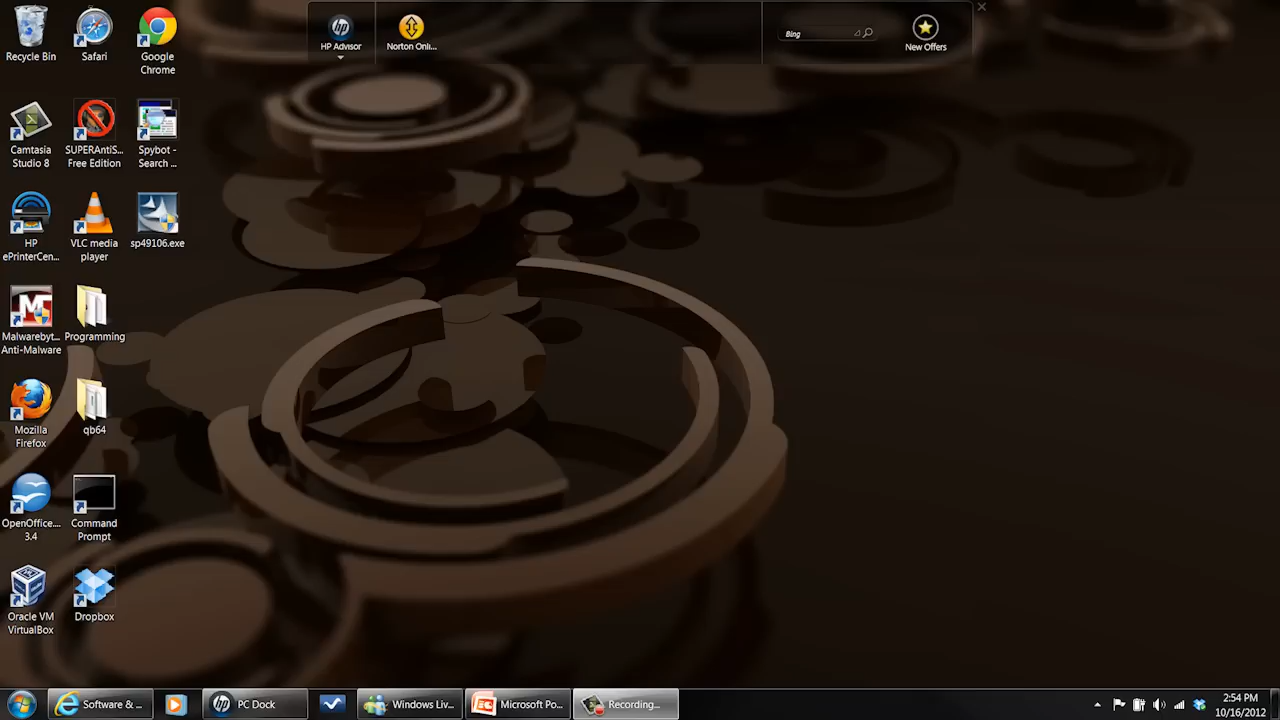 HP Advisor
Norton Onli...
Bing
New Offers
Recycle Bin
Safari
Google
Chrome
Camtasia
Studio 8
SUPERAntiS...
Free Edition
Spybot -
Search ...
HP
ePrinterCen...
VLC media
player
sp49106.exe
Malwarebyt...
Anti-Malware
Programming
Mozilla
Firefox
qb64
OpenOffice....
3.4
Command
Prompt
Oracle VM
VirtualBox
Dropbox
Software & ...
PC Dock
Windows Liv...
Microsoft Po...
Recording...
2:54 PM
10/16/2012